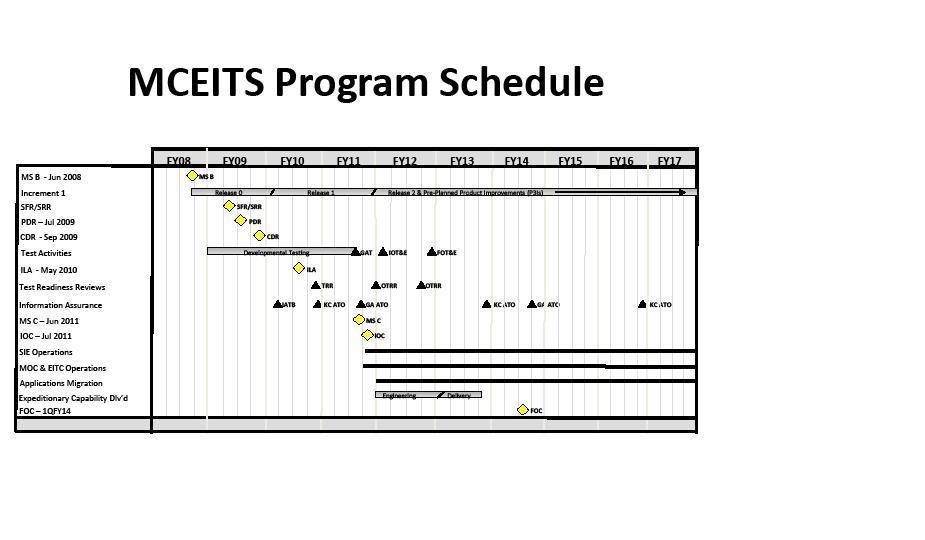 MCEITS Program Schedule
FY08 FY09 FY10 FY11 FY12 FY13 FY14 FY15 FY16 FY17
MS B - Jun 2008 MS B
Increment 1 Release 0 Release 1 Release 2 & Pre-Planned Product Improvements (P3Is)
SFR/SRR SFR/SRR
PDR – Jul 2009 PDR
CDR - Sep 2009 CDR
Test Activities Developmental Testing GAT IOT&E FOT&E
ILA - May 2010 ILA
Test Readiness Reviews TRR OTRR OTRR
Information Assurance IATB KC ATO GA ATO KC ATO GA ATO KC ATO
MS C – Jun 2011 MS C
IOC – Jul 2011 IOC
SIE Operations
MOC & EITC Operations
Applications Migration
Expeditionary Capability Dlv'd Engineering Delivery
FOC – 1QFY14 FOC